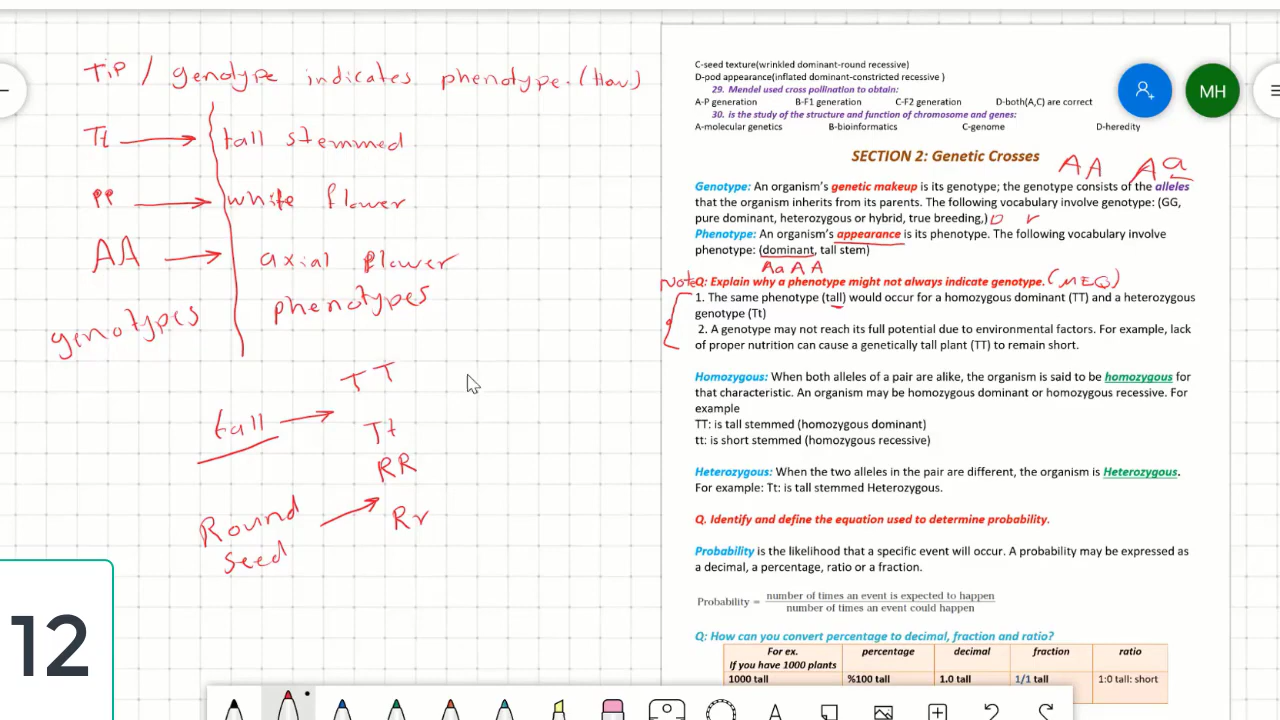 TIP / genotype indicates phenotype. (How)
Tt → tall stemmed
pp → white flower
AA → axial flower
genotypes phenotypes
tall → TT
Tt
Round seed → RR
Rr
12
C-seed texture(wrinkled dominant-round recessive)
D-pod appearance(inflated dominant-constricted recessive )
29. Mendel used cross pollination to obtain:
A-P generation B-F1 generation C-F2 generation D-both(A,C) are correct
30. is the study of the structure and function of chromosome and genes:
A-molecular genetics B-bioinformatics C-genome D-heredity
MH
SECTION 2: Genetic Crosses
AA Aa
Genotype: An organism's genetic makeup is its genotype; the genotype consists of the alleles
that the organism inherits from its parents. The following vocabulary involve genotype: (GG,
pure dominant, heterozygous or hybrid, true breeding,) D r
Phenotype: An organism's appearance is its phenotype. The following vocabulary involve
phenotype: (dominant, tall stem)
Aa AA
Note Q: Explain why a phenotype might not always indicate genotype. (MEQ)
1. The same phenotype (tall) would occur for a homozygous dominant (TT) and a heterozygous
genotype (Tt)
2. A genotype may not reach its full potential due to environmental factors. For example, lack
of proper nutrition can cause a genetically tall plant (TT) to remain short.
Homozygous: When both alleles of a pair are alike, the organism is said to be homozygous for
that characteristic. An organism may be homozygous dominant or homozygous recessive. For
example
TT: is tall stemmed (homozygous dominant)
tt: is short stemmed (homozygous recessive)
Heterozygous: When the two alleles in the pair are different, the organism is Heterozygous.
For example: Tt: is tall stemmed Heterozygous.
Q. Identify and define the equation used to determine probability.
Probability is the likelihood that a specific event will occur. A probability may be expressed as
a decimal, a percentage, ratio or a fraction.
Probability = number of times an event is expected to happen
number of times an event could happen
Q: How can you convert percentage to decimal, fraction and ratio?
For ex. percentage decimal fraction ratio
If you have 1000 plants
1000 tall %100 tall 1.0 tall 1/1 tall 1:0 tall: short